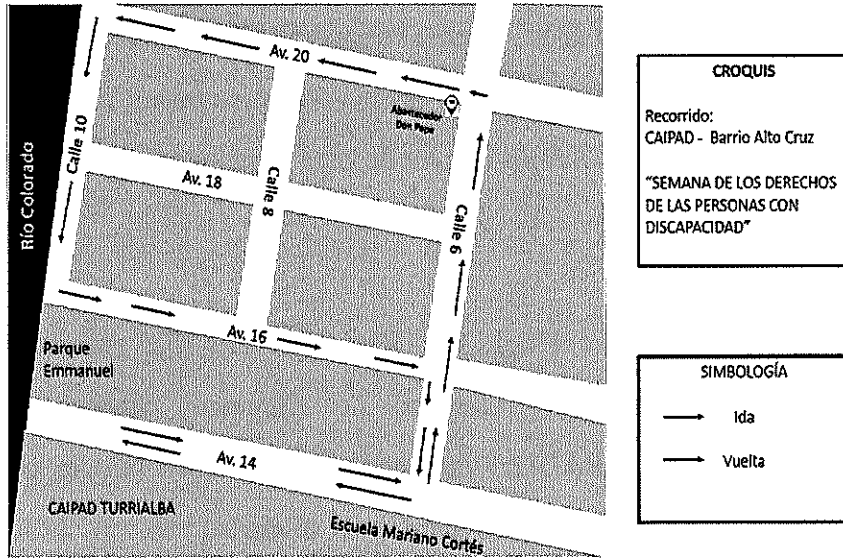 Av. 20
Abastecedor
Don Pepe
Calle 10
Av. 18
Calle 8
Calle 6
Río Colorado
Av. 16
Parque
Emmanuel
Av. 14
CAIPAD TURRIALBA
Escuela Mariano Cortés
CROQUIS
Recorrido:
CAIPAD - Barrio Alto Cruz
"SEMANA DE LOS DERECHOS
DE LAS PERSONAS CON
DISCAPACIDAD"
SIMBOLOGÍA
Ida
Vuelta